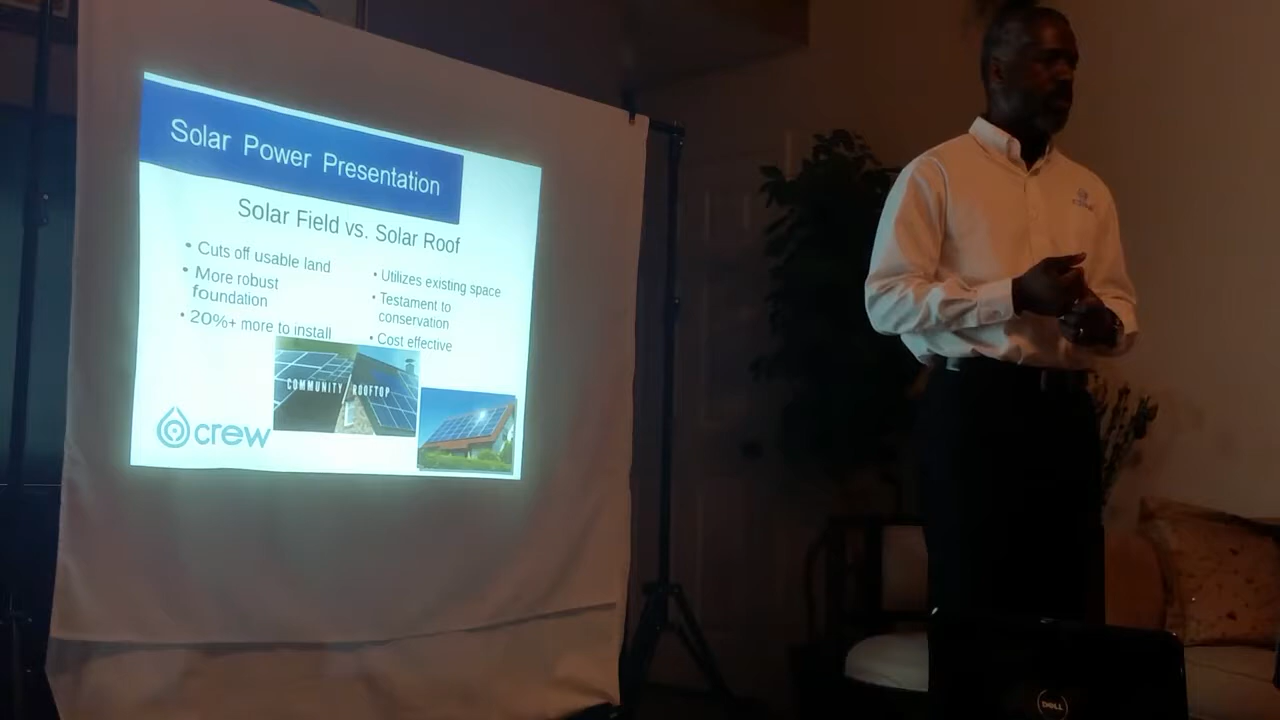 Solar Power Presentation
Solar Field vs. Solar Roof
• Cuts off usable land
• More robust
foundation
• 20%+ more to install
• Utilizes existing space
• Testament to
conservation
• Cost effective
COMMUNITY ROOFTOP
crew
DELL